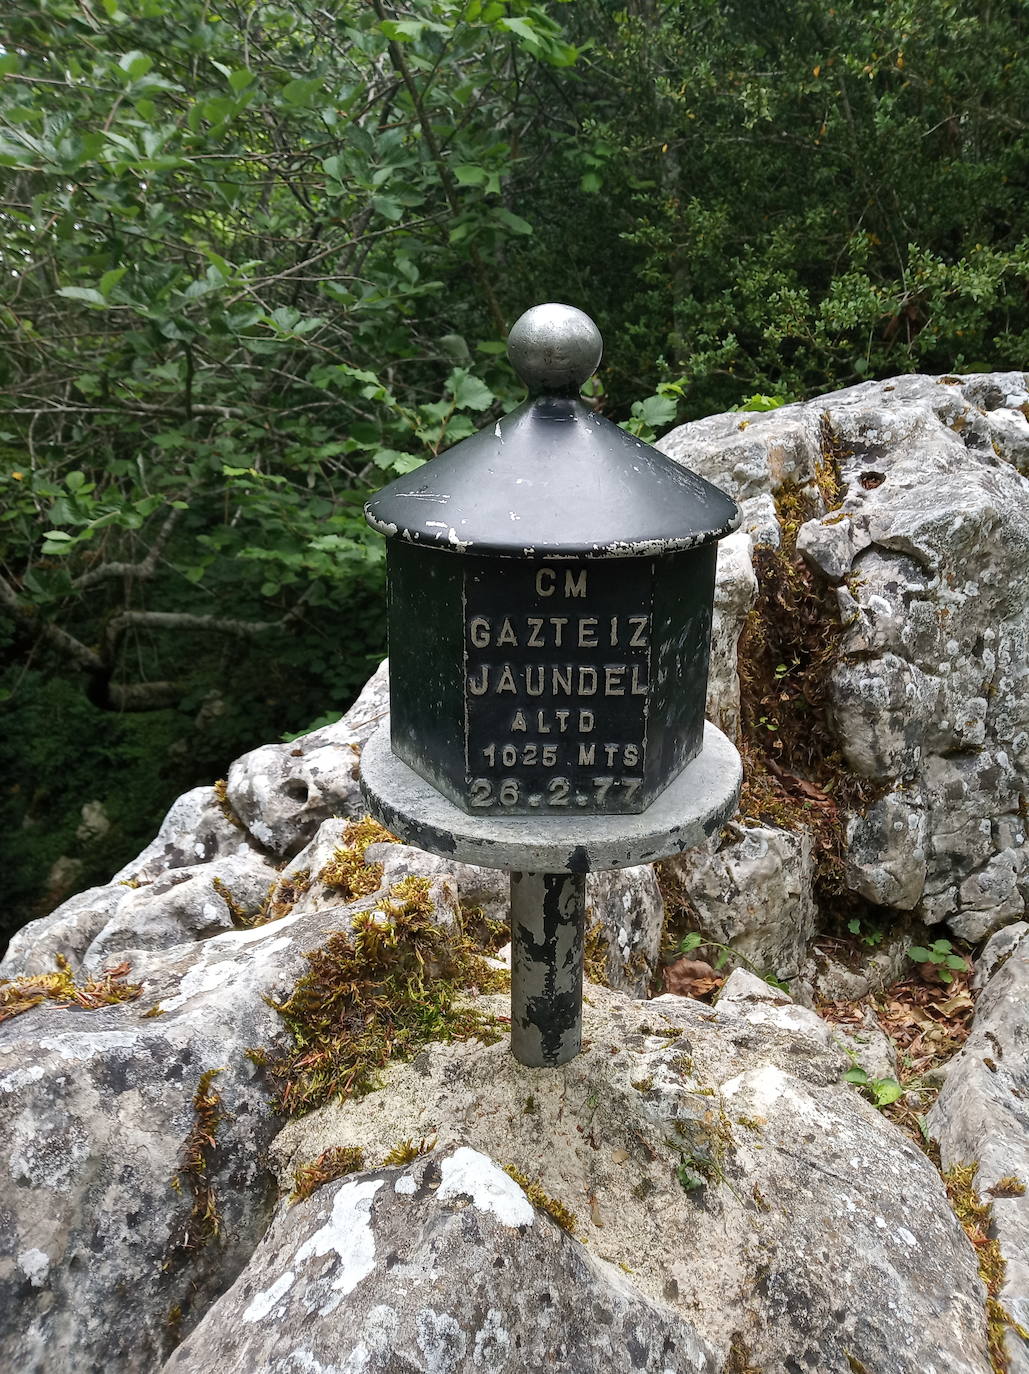 CM
GAZTEIZ
JAUNDEL
ALTD
1025 MTS
26.2.77